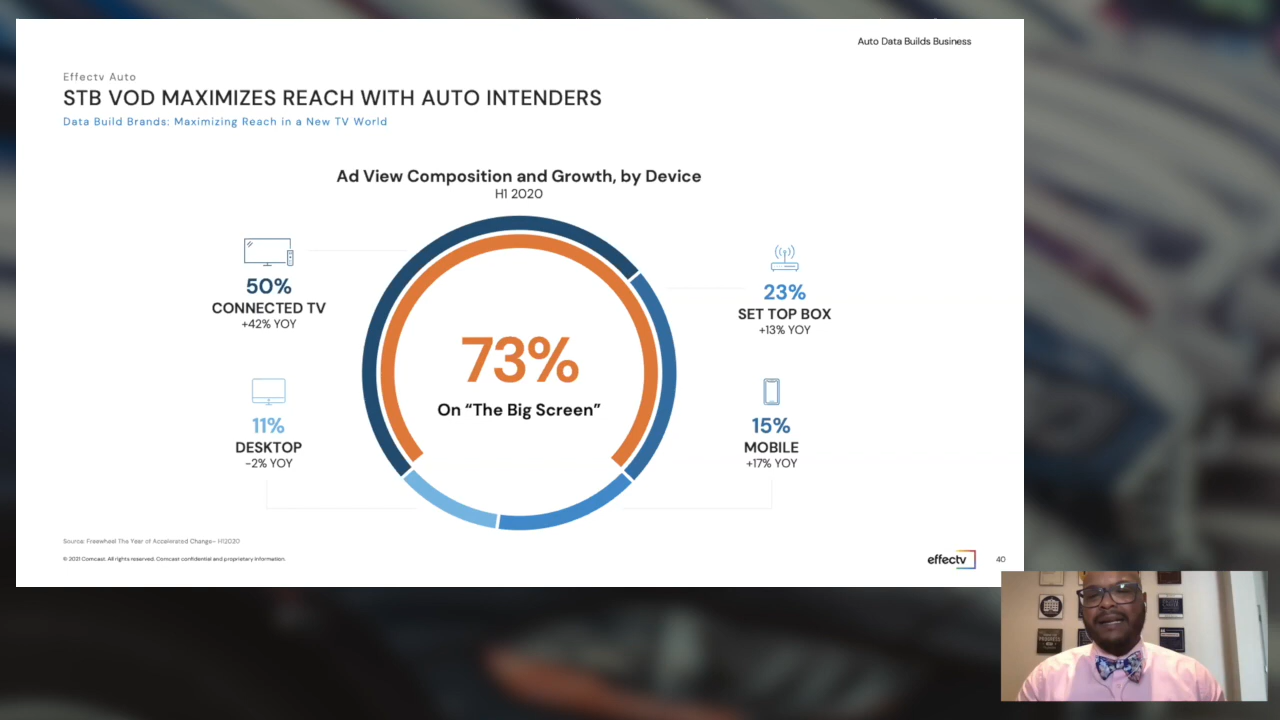 Auto Data Builds Business
Effectv Auto
STB VOD MAXIMIZES REACH WITH AUTO INTENDERS
Data Build Brands: Maximizing Reach in a New TV World
Ad View Composition and Growth, by Device
H1 2020
50%
CONNECTED TV
+42% YOY
23%
SET TOP BOX
+13% YOY
73%
On “The Big Screen”
11%
DESKTOP
-2% YOY
15%
MOBILE
+17% YOY
Source: Freewheel The Year of Accelerated Change– H12020
© 2021 Comcast. All rights reserved. Comcast confidential and proprietary information.
effectv
40